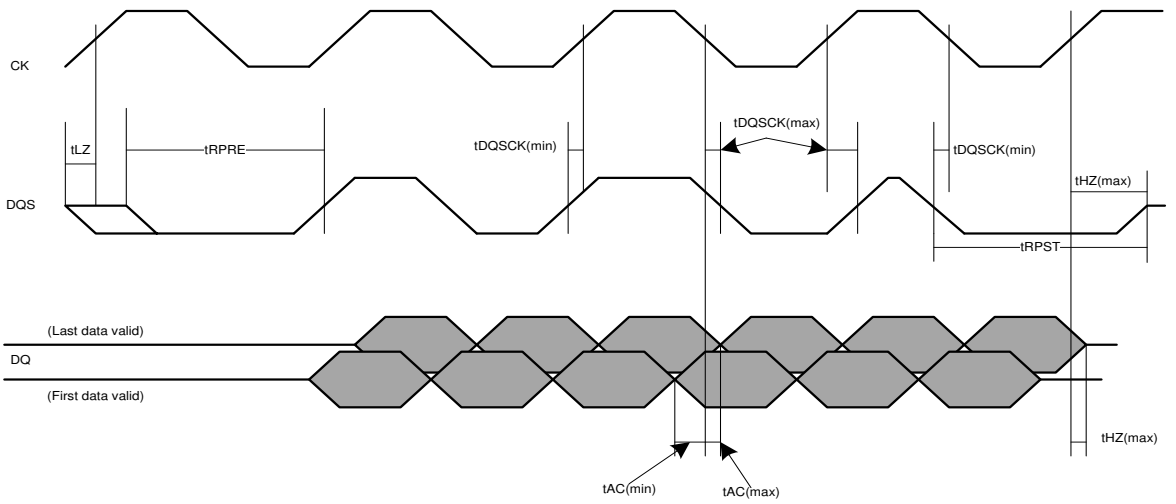 CK
tLZ
tRPRE
tDQSCK(min)
tDQSCK(max)
tDQSCK(min)
tHZ(max)
DQS
tRPST
(Last data valid)
DQ
(First data valid)
tHZ(max)
tAC(min)
tAC(max)